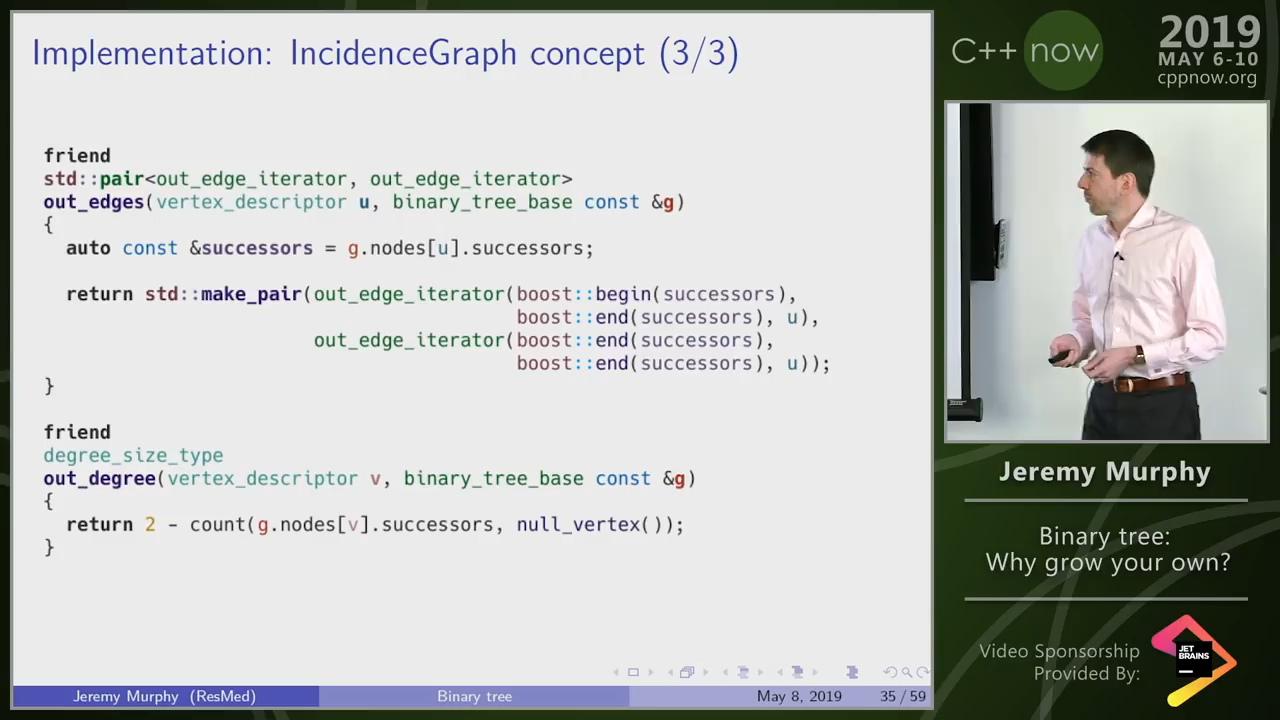 Implementation: IncidenceGraph concept (3/3)
friend
std::pair<out_edge_iterator, out_edge_iterator>
out_edges(vertex_descriptor u, binary_tree_base const &g)
{
  auto const &successors = g.nodes[u].successors;
  return std::make_pair(out_edge_iterator(boost::begin(successors),
                                          boost::end(successors), u),
                        out_edge_iterator(boost::end(successors),
                                          boost::end(successors), u));
}
friend
degree_size_type
out_degree(vertex_descriptor v, binary_tree_base const &g)
{
  return 2 - count(g.nodes[v].successors, null_vertex());
}
Jeremy Murphy (ResMed)
Binary tree
May 8, 2019
35 / 59
C++ now
2019
MAY 6-10
cppnow.org
Jeremy Murphy
Binary tree:
Why grow your own?
Video Sponsorship
Provided By:
JET
BRAINS